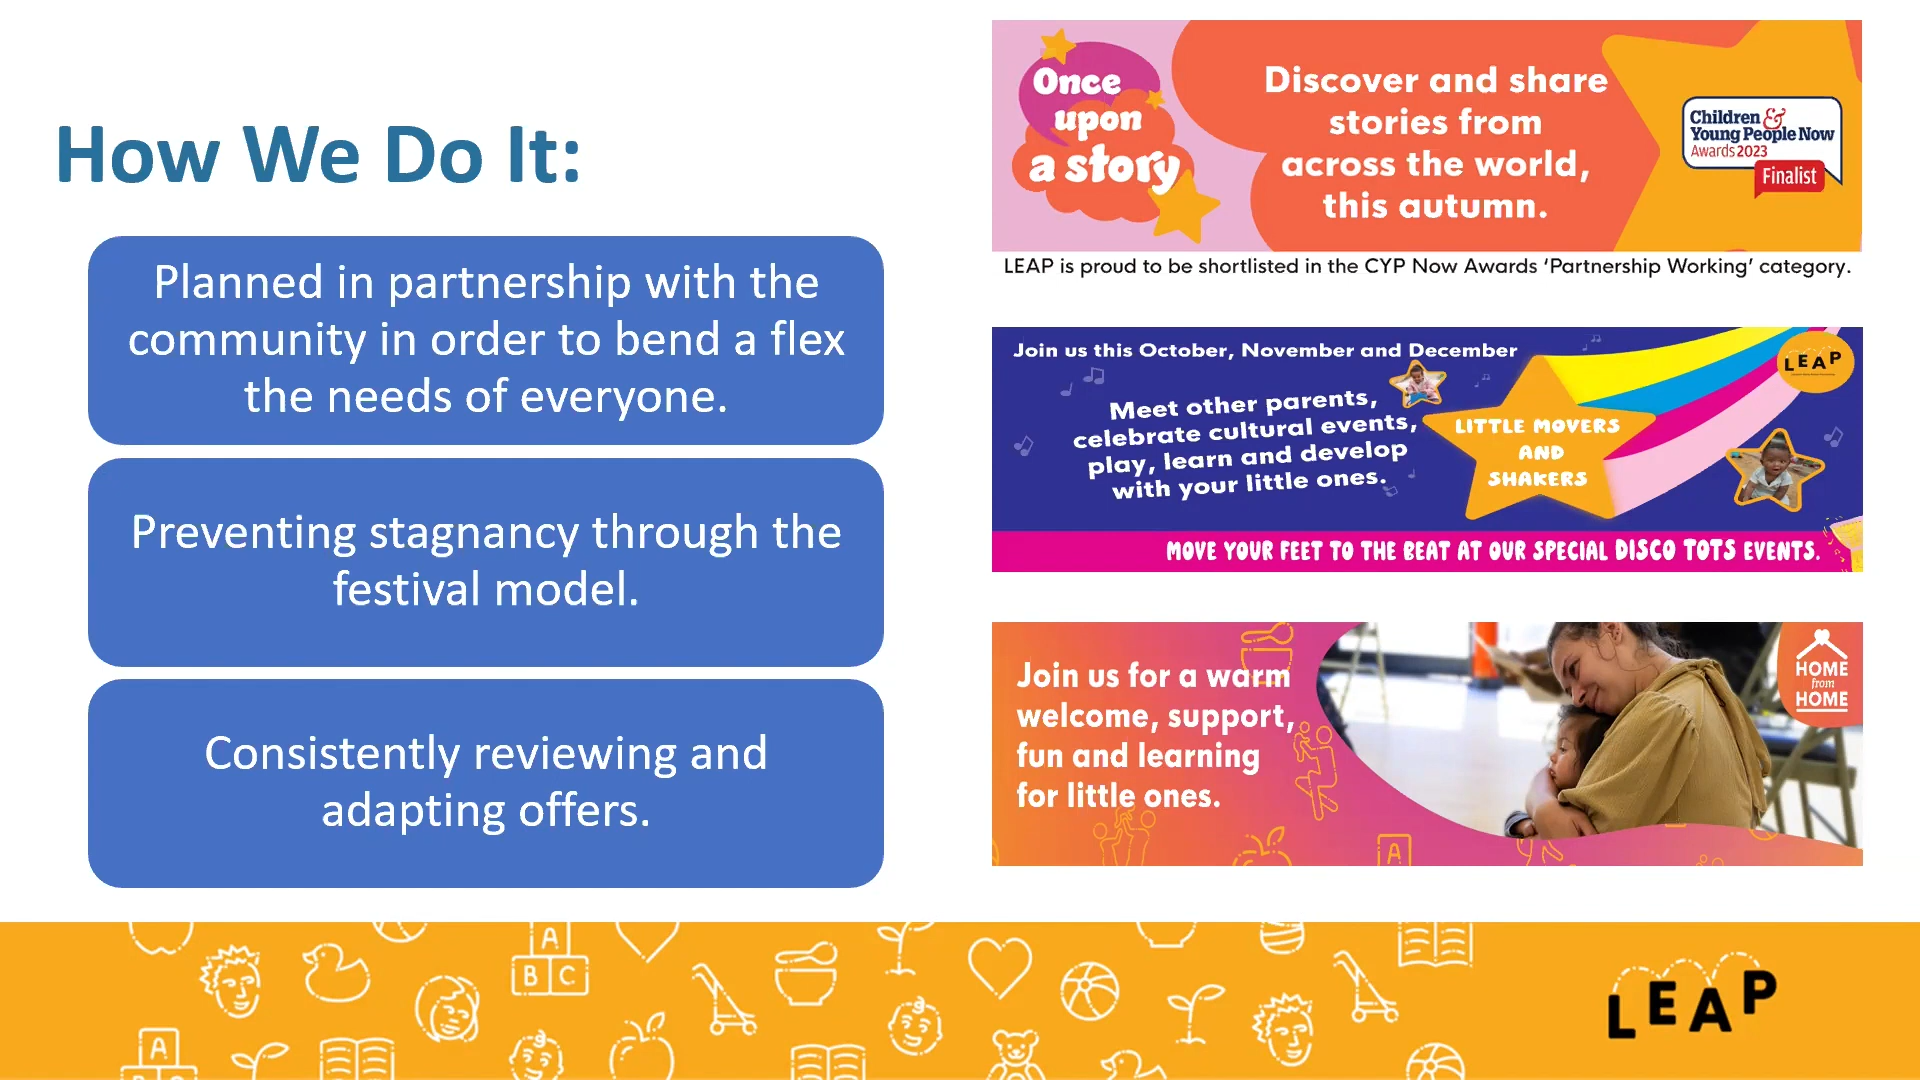 How We Do It:
Planned in partnership with the
community in order to bend a flex
the needs of everyone.
Preventing stagnancy through the
festival model.
Consistently reviewing and
adapting offers.
Once
upon
a story
Discover and share
stories from
across the world,
this autumn.
Children &
Young People Now
Awards 2023
Finalist
LEAP is proud to be shortlisted in the CYP Now Awards ‘Partnership Working’ category.
Join us this October, November and December
Meet other parents,
celebrate cultural events,
play, learn and develop
with your little ones.
LITTLE MOVERS
AND
SHAKERS
LEAP
MOVE YOUR FEET TO THE BEAT AT OUR SPECIAL DISCO TOTS EVENTS.
Join us for a warm
welcome, support,
fun and learning
for little ones.
HOME
from
HOME
A
A
B C
A
LEAP